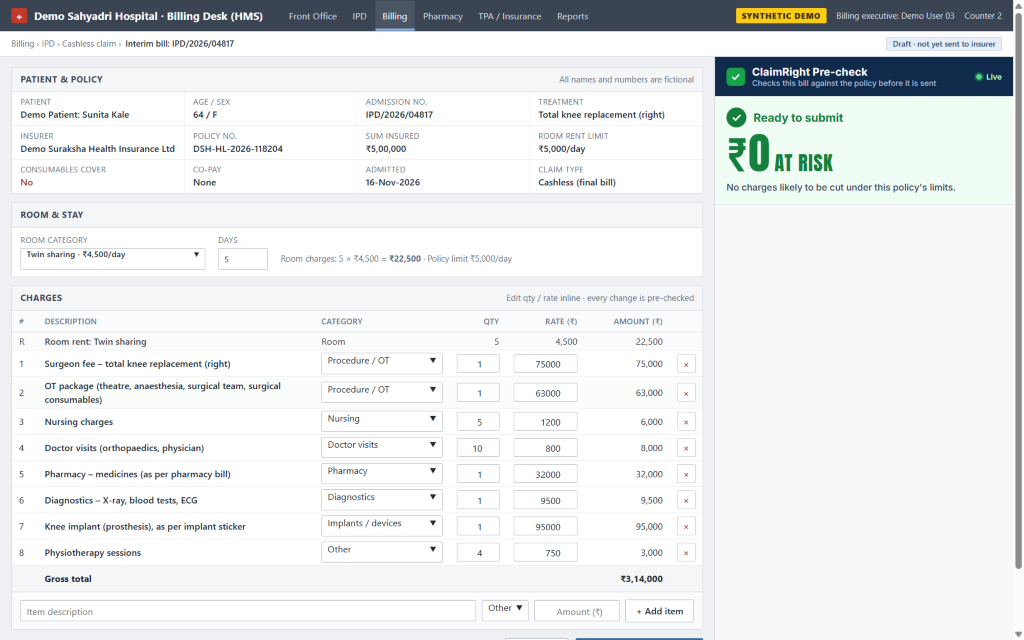 + Demo Sahyadri Hospital · Billing Desk (HMS) Front Office IPD Billing Pharmacy TPA / Insurance Reports SYNTHETIC DEMO Billing executive: Demo User 03 Counter 2
Billing › IPD › Cashless claim › Interim bill: IPD/2026/04817 Draft · not yet sent to insurer
PATIENT & POLICY All names and numbers are fictional
PATIENT AGE / SEX ADMISSION NO. TREATMENT
Demo Patient: Sunita Kale 64 / F IPD/2026/04817 Total knee replacement (right)
INSURER POLICY NO. SUM INSURED ROOM RENT LIMIT
Demo Suraksha Health Insurance Ltd DSH-HL-2026-118204 ₹5,00,000 ₹5,000/day
CONSUMABLES COVER CO-PAY ADMITTED CLAIM TYPE
No None 16-Nov-2026 Cashless (final bill)
ROOM & STAY
ROOM CATEGORY DAYS
Twin sharing · ₹4,500/day ▼ 5 Room charges: 5 × ₹4,500 = ₹22,500 · Policy limit ₹5,000/day
CHARGES Edit qty / rate inline · every change is pre-checked
# DESCRIPTION CATEGORY QTY RATE (₹) AMOUNT (₹)
R Room rent: Twin sharing Room 5 4,500 22,500
1 Surgeon fee – total knee replacement (right) Procedure / OT ▼ 1 75000 75,000 ×
2 OT package (theatre, anaesthesia, surgical team, surgical consumables) Procedure / OT ▼ 1 63000 63,000 ×
3 Nursing charges Nursing ▼ 5 1200 6,000 ×
4 Doctor visits (orthopaedics, physician) Doctor visits ▼ 10 800 8,000 ×
5 Pharmacy – medicines (as per pharmacy bill) Pharmacy ▼ 1 32000 32,000 ×
6 Diagnostics – X-ray, blood tests, ECG Diagnostics ▼ 1 9500 9,500 ×
7 Knee implant (prosthesis), as per implant sticker Implants / devices ▼ 1 95000 95,000 ×
8 Physiotherapy sessions Other ▼ 4 750 3,000 ×
Gross total ₹3,14,000
Item description Other ▼ Amount (₹) + Add item
ClaimRight Pre-check
Checks this bill against the policy before it is sent
Live
Ready to submit
₹0 AT RISK
No charges likely to be cut under this policy's limits.